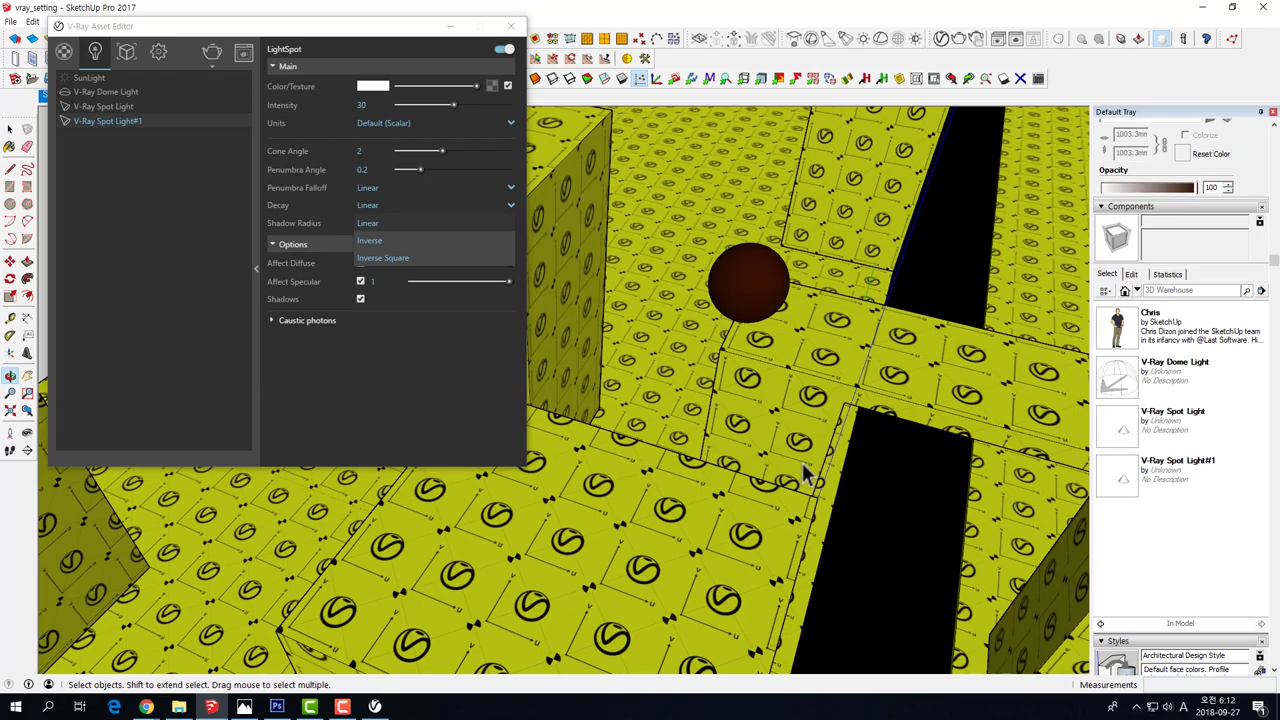 vray_setting - SketchUp Pro 2017
File
V-Ray Asset Editor
SunLight
V-Ray Dome Light
V-Ray Spot Light
V-Ray Spot Light#1
LightSpot
Main
Color/Texture
Intensity 30
Units Default (Scalar)
Cone Angle 2
Penumbra Angle 0.2
Penumbra Falloff Linear
Decay Linear
Shadow Radius Linear
Inverse
Inverse Square
Options
Affect Diffuse
Affect Specular 1
Shadows
Caustic photons
Default Tray
1003.3mm
1003.3mm
Colorize
Reset Color
Opacity
100
Components
Select Edit Statistics
3D Warehouse
Chris
by SketchUp
Chris Dizon joined the SketchUp team
in its infancy with @Last Software. Hi
V-Ray Dome Light
by Unknown
No Description
V-Ray Spot Light
by Unknown
No Description
V-Ray Spot Light#1
by Unknown
No Description
In Model
Styles
Architectural Design Style
Default face colors. Profile
Select objects. Shift to extend select. Drag mouse to select multiple.
Measurements
A 오전 6:12
2018-09-27